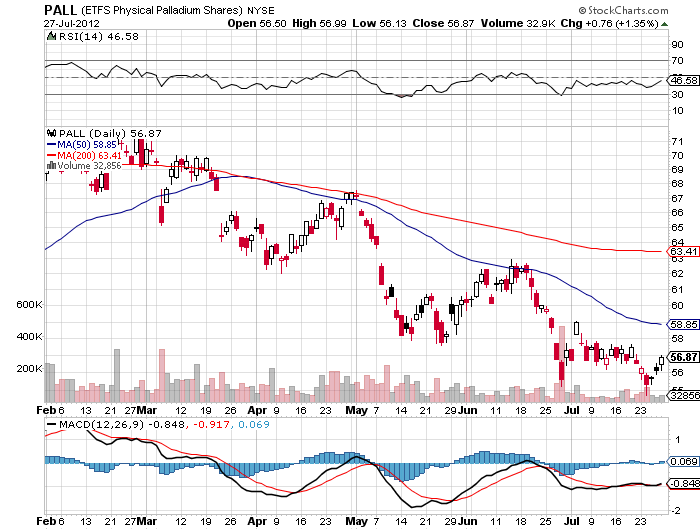 PALL (ETFS Physical Palladium Shares) NYSE © StockCharts.com
27-Jul-2012 Open 56.50 High 56.99 Low 56.13 Close 56.87 Volume 32.9K Chg +0.76 (+1.35%)
RSI(14) 46.58
90
70
50
46.58
30
10
PALL (Daily) 56.87
MA(50) 58.85
MA(200) 63.41
Volume 32,856
71
70
69
68
67
66
65
64
63.41
63
62
61
60
58.85
58
56.87
56
55
600K
400K
200K
32856
Feb 6 13 21 27 Mar 12 19 26 Apr 9 16 23 May 7 14 21 29 Jun 11 18 25 Jul 9 16 23
MACD(12,26,9) -0.848, -0.917, 0.069
1
0.069
-0.848
-2
Feb 6 13 21 27 Mar 12 19 26 Apr 9 16 23 May 7 14 21 29 Jun 11 18 25 Jul 9 16 23